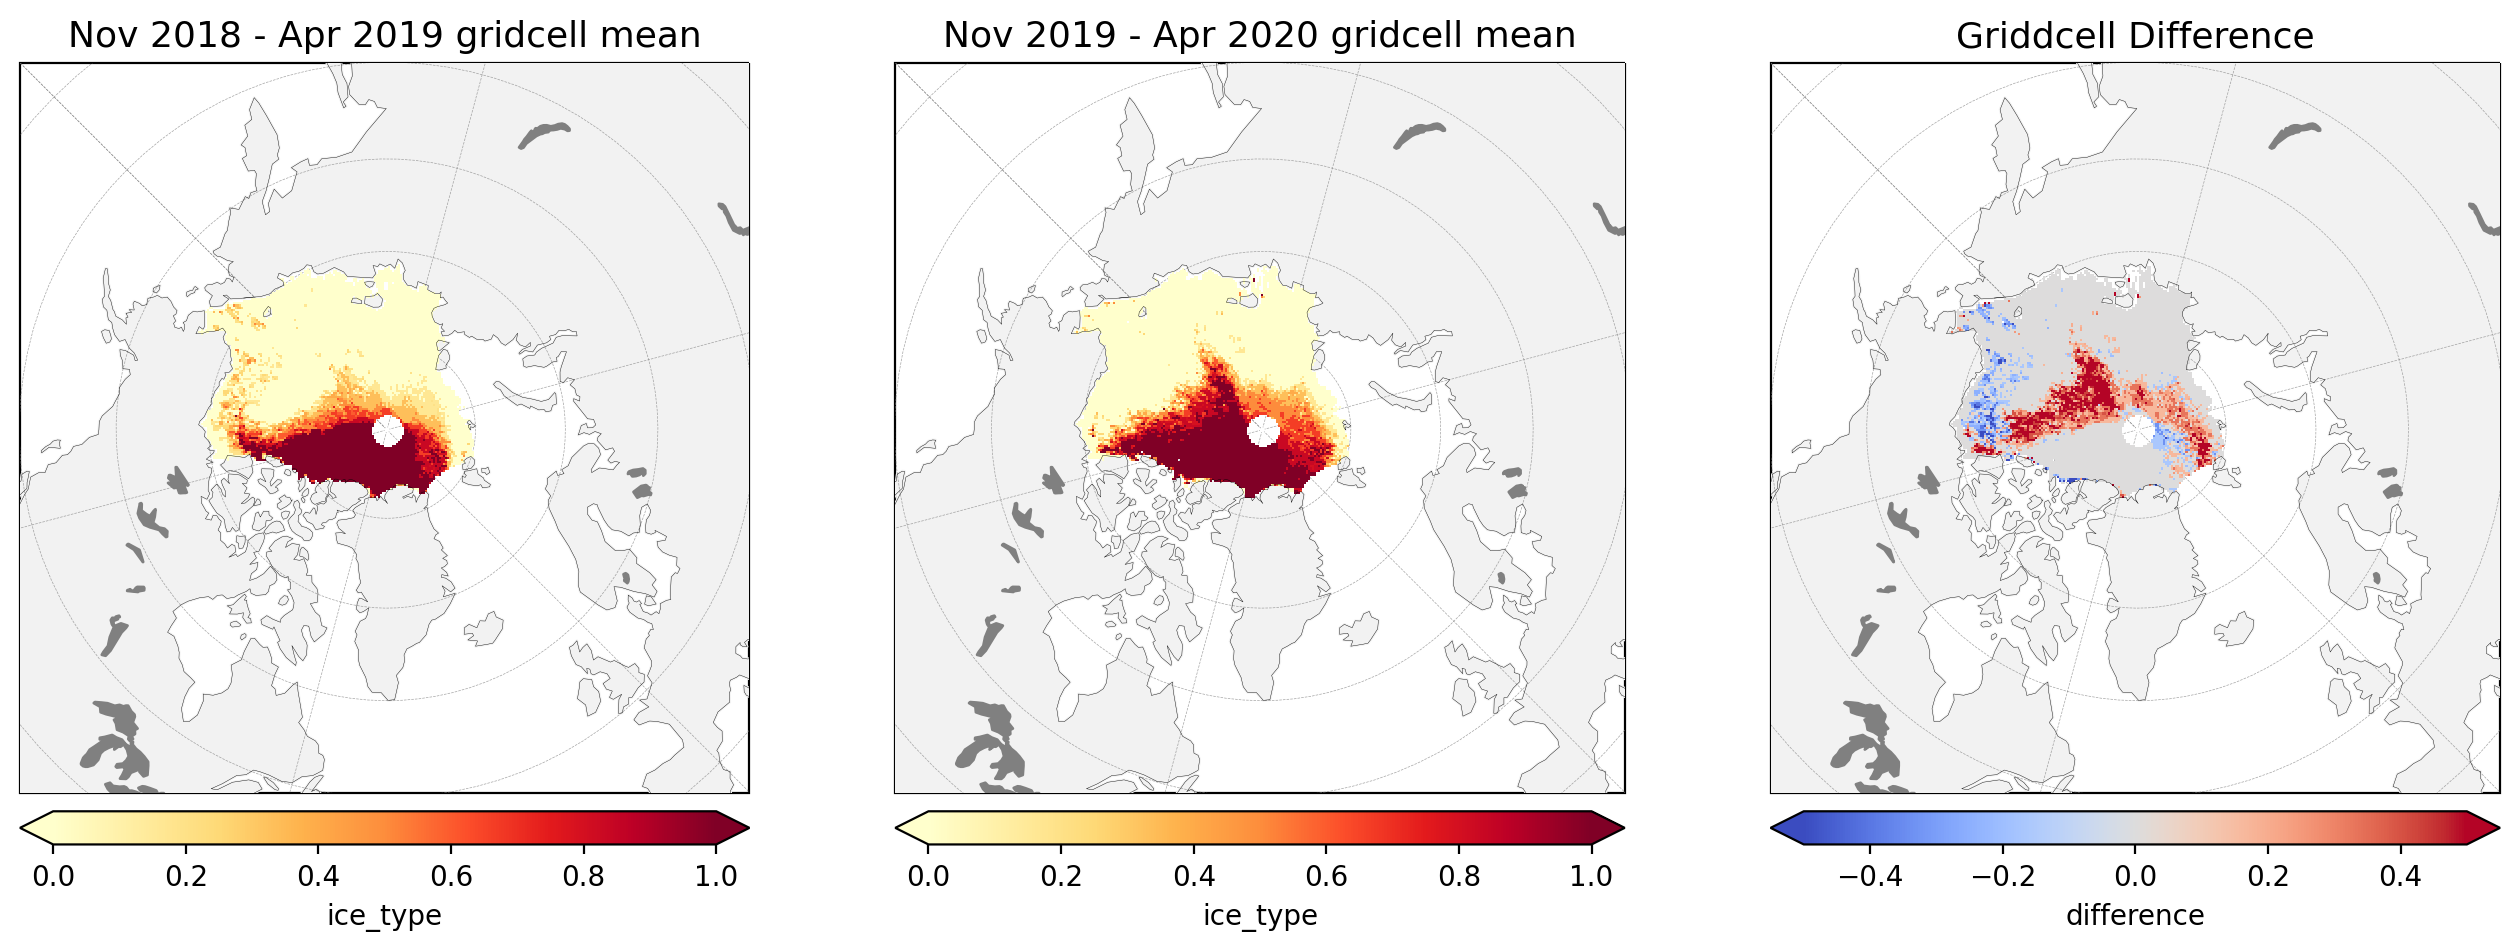 Nov 2018 - Apr 2019 gridcell mean
Nov 2019 - Apr 2020 gridcell mean
Griddcell Difference
0.0 0.2 0.4 0.6 0.8 1.0
ice_type
0.0 0.2 0.4 0.6 0.8 1.0
ice_type
−0.4 −0.2 0.0 0.2 0.4
difference